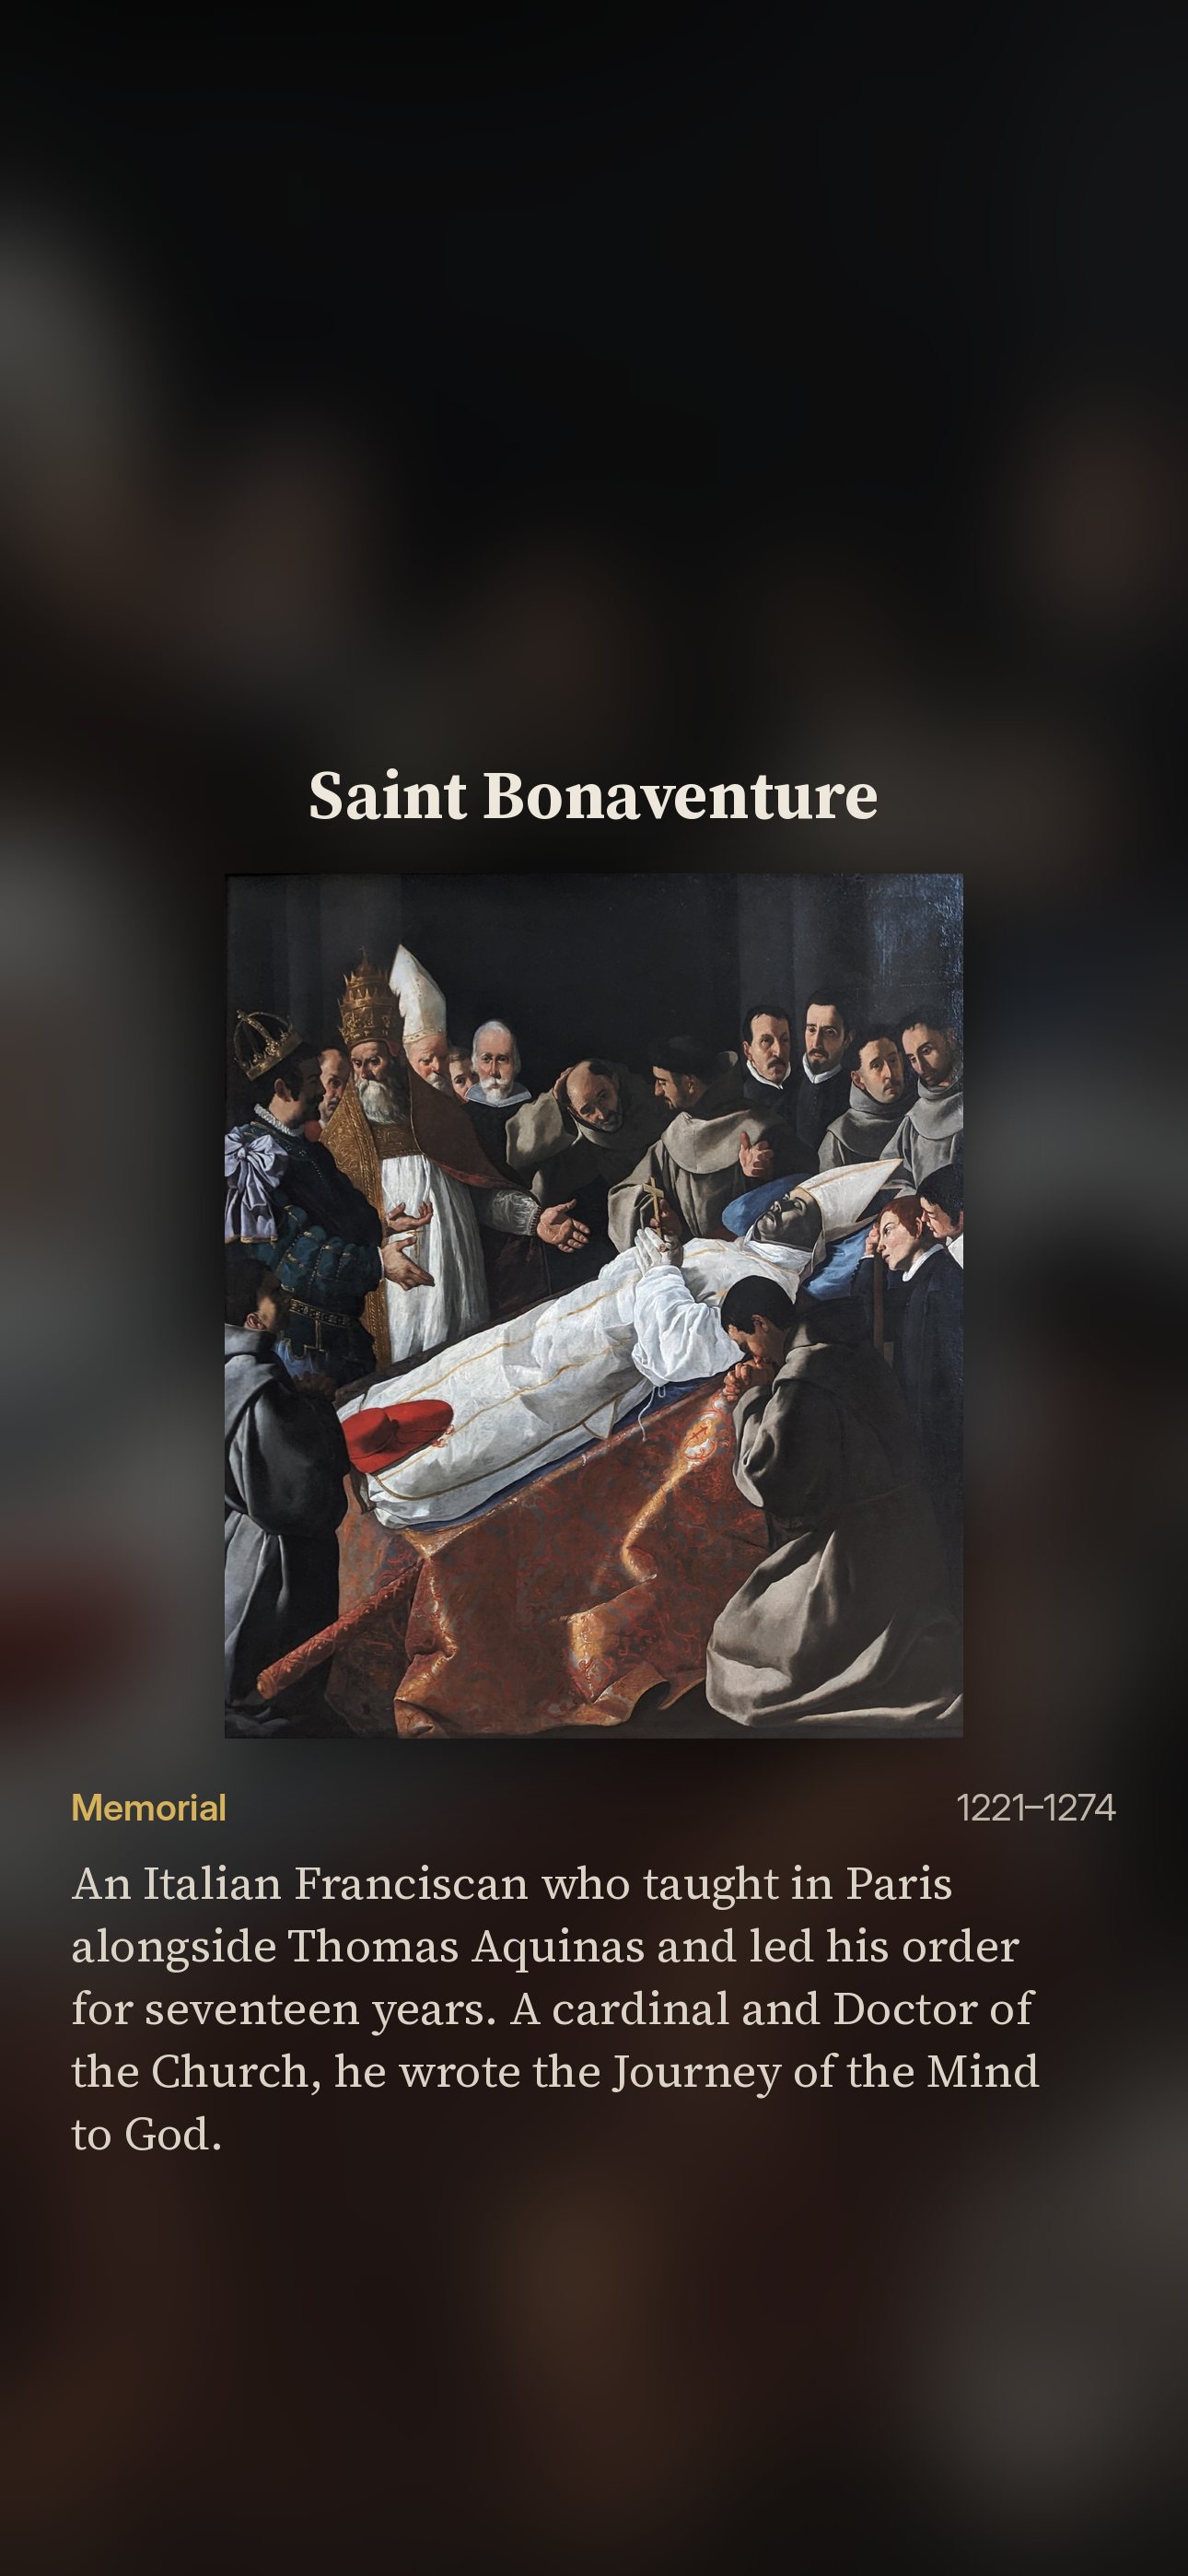 Saint Bonaventure
Memorial
1221–1274
An Italian Franciscan who taught in Paris
alongside Thomas Aquinas and led his order
for seventeen years. A cardinal and Doctor of
the Church, he wrote the Journey of the Mind
to God.